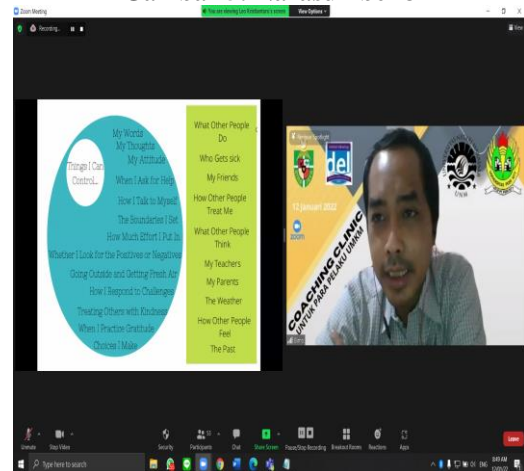 Zoom Meeting
You are viewing Leo Kristiantoro's screen
View Options
Recording...
View
My Words
My Thoughts
My Attitude
Things I Can
Control...
When I Ask for Help
How I Talk to Myself
The Boundaries I Set
How Much Effort I Put In
Whether I Look for the Positives or Negatives
Going Outside and Getting Fresh Air
How I Respond to Challenges
Treating Others with Kindness
When I Practice Gratitude
Choices I Make
What Other People
Do
Who Gets sick
My Friends
How Other People
Treat Me
What Other People
Think
My Teachers
My Parents
The Weather
How Other People
Feel
The Past
del
12 Januari 2022
zoom
COACHING CLINIC
UNTUK PARA PELAKU UMKM
Unmute
Stop Video
Security
Participants
Chat
Share Screen
Pause/Stop Recording
Breakout Rooms
Reactions
Apps
Leave
Type here to search
ENG
9:49 AM